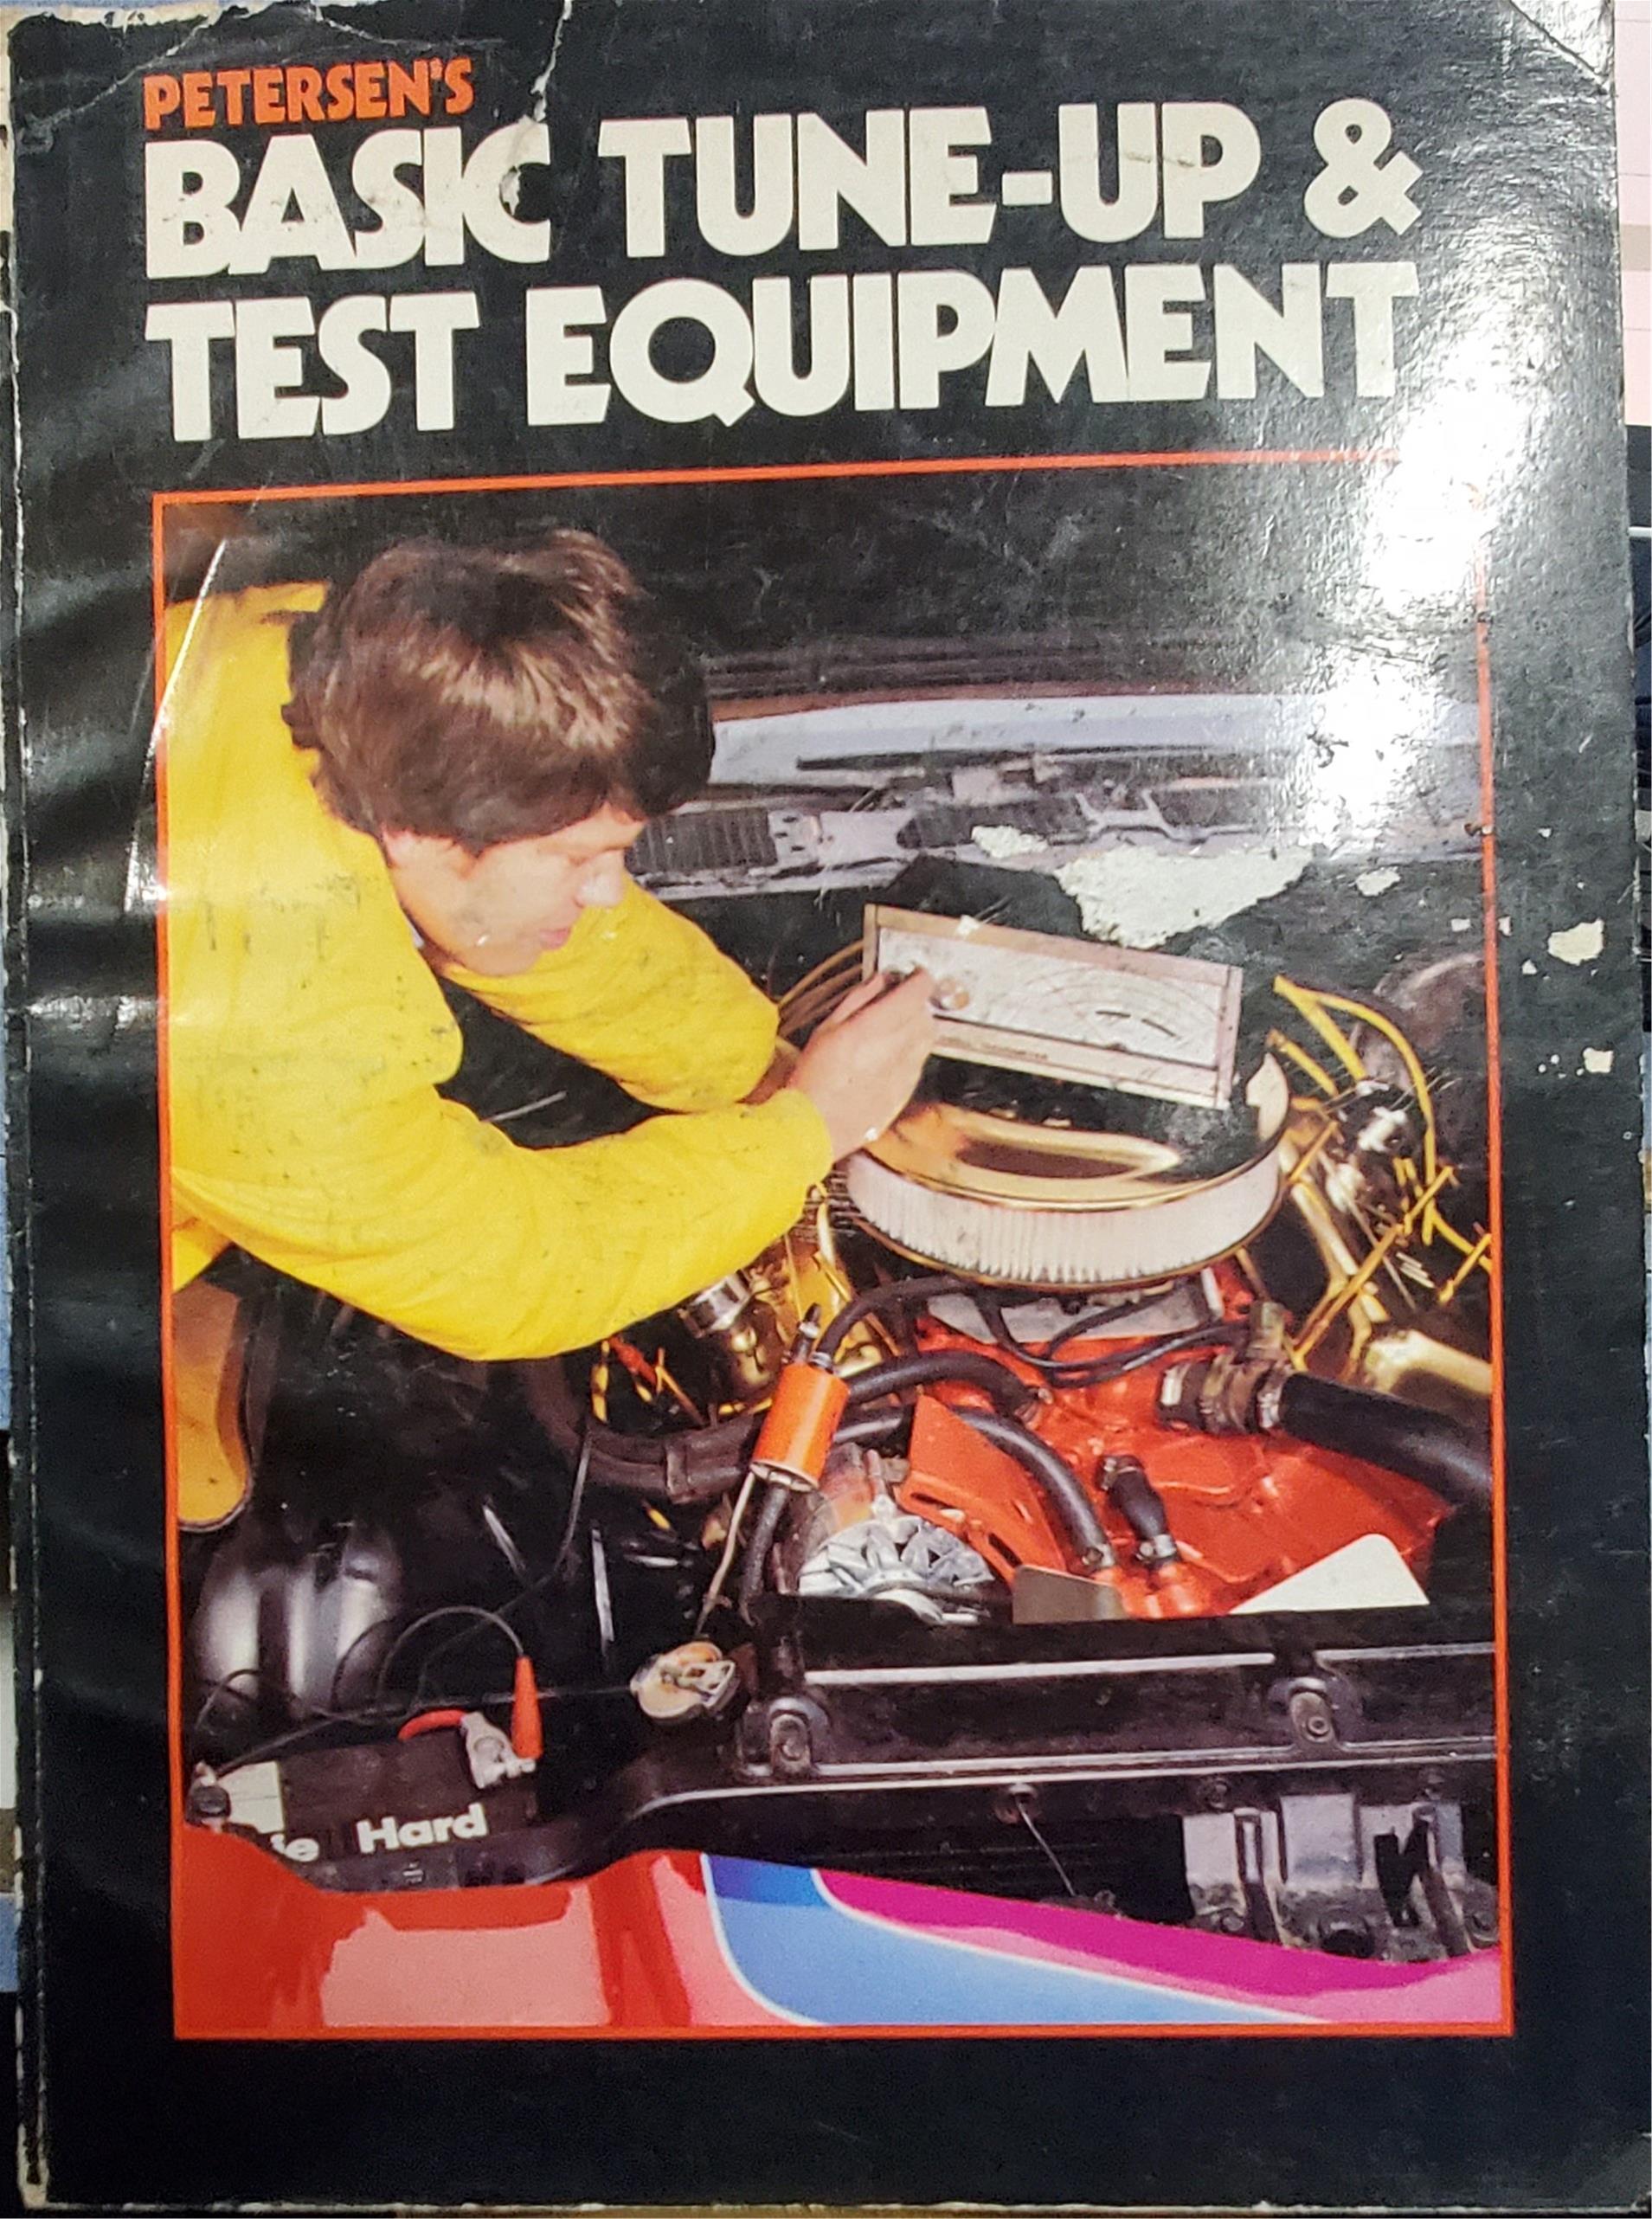 PETERSEN'S
BASIC TUNE-UP &
TEST EQUIPMENT
Hard